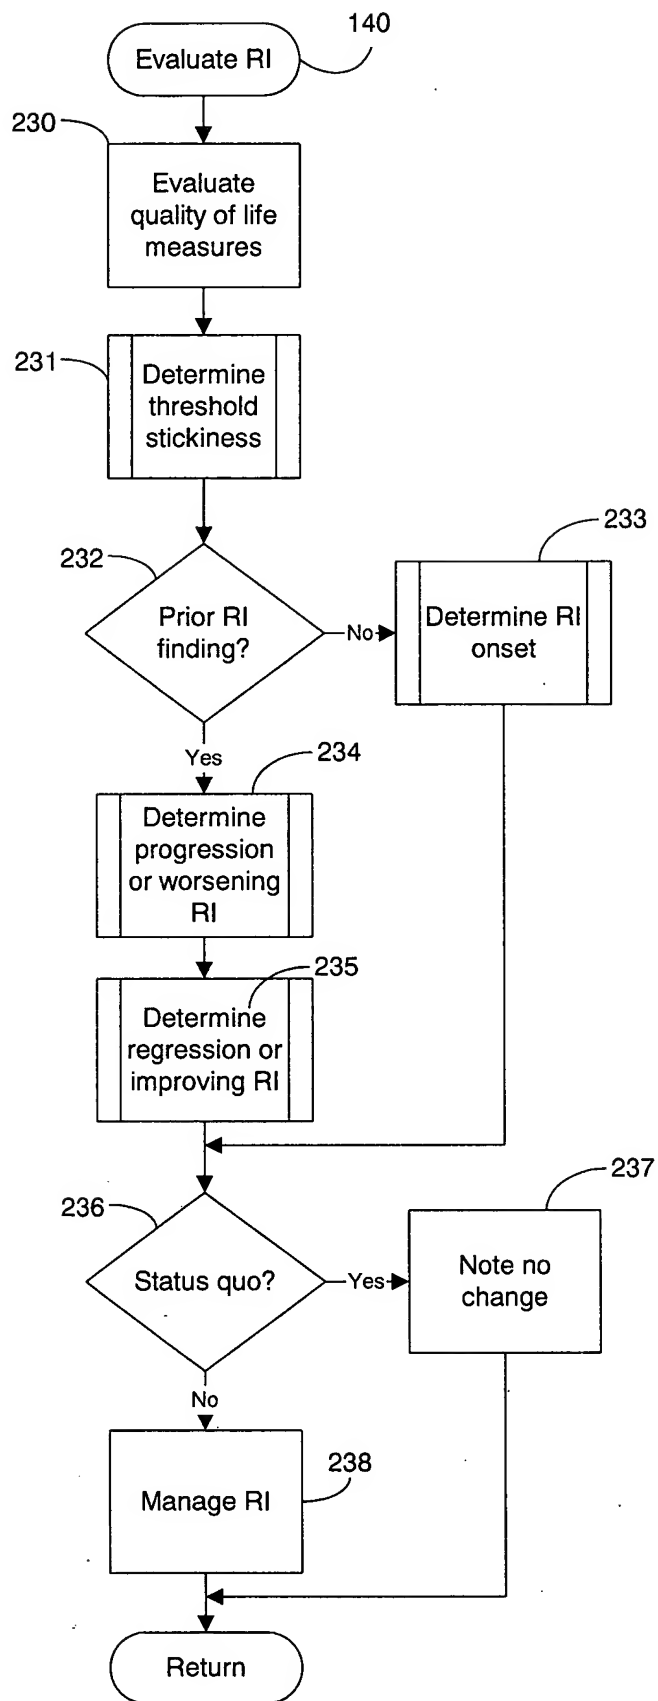 Evaluate RI
140
230
Evaluate
quality of life
measures
231
Determine
threshold
stickiness
232
Prior RI
finding?
No
233
Determine RI
onset
Yes
234
Determine
progression
or worsening
RI
235
Determine
regression or
improving RI
236
Status quo?
Yes
237
Note no
change
No
Manage RI
238
Return